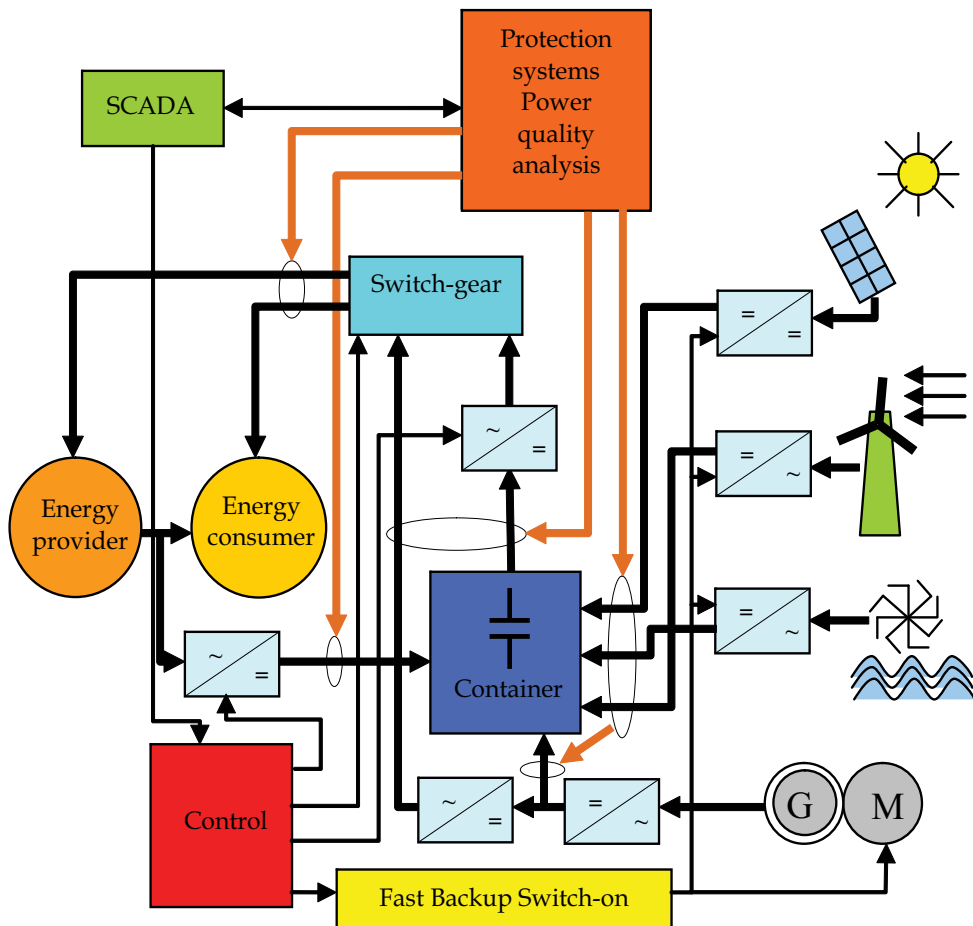 Protection
systems
Power
quality
analysis
SCADA
Switch-gear
=
=
~
=
=
~
Energy
provider
Energy
consumer
=
~
~
=
Container
~
=
=
~
G
M
Control
Fast Backup Switch-on